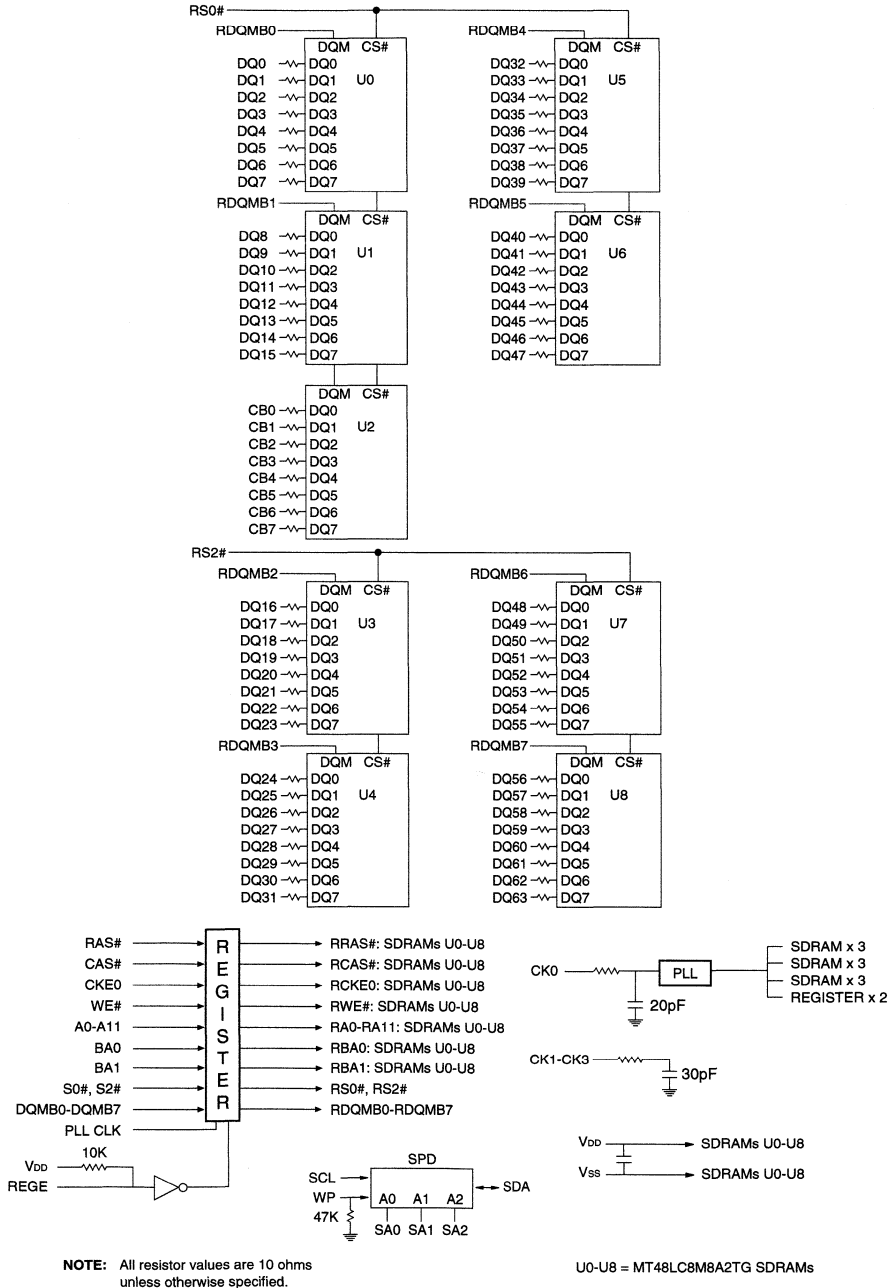 RS0#
RDQMB0
DQM CS#
DQ0 DQ0
DQ1 DQ1 U0
DQ2 DQ2
DQ3 DQ3
DQ4 DQ4
DQ5 DQ5
DQ6 DQ6
DQ7 DQ7
RDQMB4
DQM CS#
DQ32 DQ0
DQ33 DQ1 U5
DQ34 DQ2
DQ35 DQ3
DQ36 DQ4
DQ37 DQ5
DQ38 DQ6
DQ39 DQ7
RDQMB1
DQM CS#
DQ8 DQ0
DQ9 DQ1 U1
DQ10 DQ2
DQ11 DQ3
DQ12 DQ4
DQ13 DQ5
DQ14 DQ6
DQ15 DQ7
RDQMB5
DQM CS#
DQ40 DQ0
DQ41 DQ1 U6
DQ42 DQ2
DQ43 DQ3
DQ44 DQ4
DQ45 DQ5
DQ46 DQ6
DQ47 DQ7
DQM CS#
CB0 DQ0
CB1 DQ1 U2
CB2 DQ2
CB3 DQ3
CB4 DQ4
CB5 DQ5
CB6 DQ6
CB7 DQ7
RS2#
RDQMB2
DQM CS#
DQ16 DQ0
DQ17 DQ1 U3
DQ18 DQ2
DQ19 DQ3
DQ20 DQ4
DQ21 DQ5
DQ22 DQ6
DQ23 DQ7
RDQMB6
DQM CS#
DQ48 DQ0
DQ49 DQ1 U7
DQ50 DQ2
DQ51 DQ3
DQ52 DQ4
DQ53 DQ5
DQ54 DQ6
DQ55 DQ7
RDQMB3
DQM CS#
DQ24 DQ0
DQ25 DQ1 U4
DQ26 DQ2
DQ27 DQ3
DQ28 DQ4
DQ29 DQ5
DQ30 DQ6
DQ31 DQ7
RDQMB7
DQM CS#
DQ56 DQ0
DQ57 DQ1 U8
DQ58 DQ2
DQ59 DQ3
DQ60 DQ4
DQ61 DQ5
DQ62 DQ6
DQ63 DQ7
RAS#
CAS#
CKE0
WE#
A0-A11
BA0
BA1
S0#, S2#
DQMB0-DQMB7
PLL CLK
REGISTER
RRAS#: SDRAMs U0-U8
RCAS#: SDRAMs U0-U8
RCKE0: SDRAMs U0-U8
RWE#: SDRAMs U0-U8
RA0-RA11: SDRAMs U0-U8
RBA0: SDRAMs U0-U8
RBA1: SDRAMs U0-U8
RS0#, RS2#
RDQMB0-RDQMB7
10K
VDD
REGE
CK0
20pF
PLL
SDRAM x 3
SDRAM x 3
SDRAM x 3
REGISTER x 2
CK1-CK3
30pF
SPD
SCL
WP
47K
A0 A1 A2
SA0 SA1 SA2
SDA
VDD SDRAMs U0-U8
VSS SDRAMs U0-U8
NOTE: All resistor values are 10 ohms
unless otherwise specified.
U0-U8 = MT48LC8M8A2TG SDRAMs